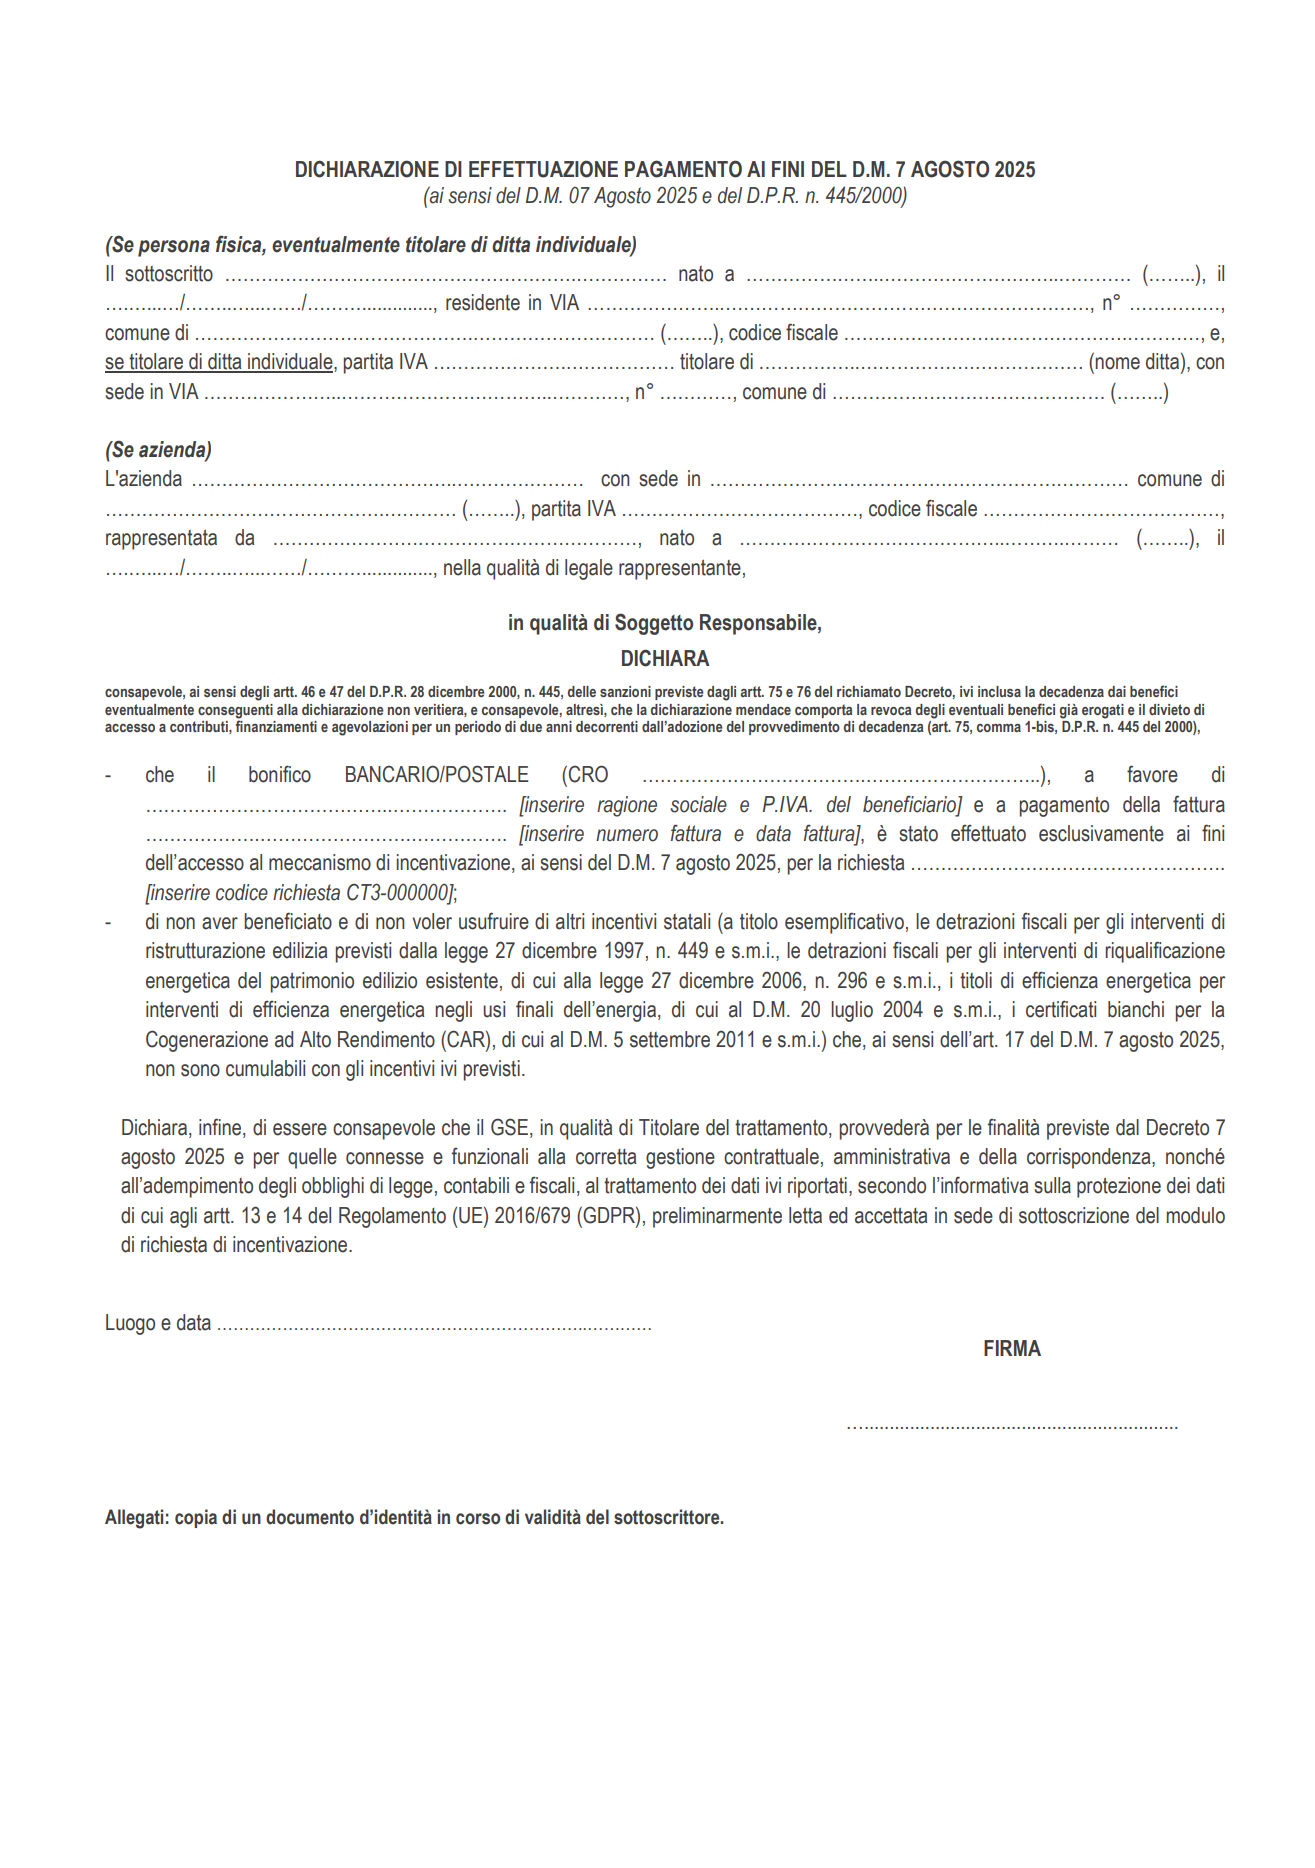 DICHIARAZIONE DI EFFETTUAZIONE PAGAMENTO AI FINI DEL D.M. 7 AGOSTO 2025
(ai sensi del D.M. 07 Agosto 2025 e del D.P.R. n. 445/2000)
(Se persona fisica, eventualmente titolare di ditta individuale)
Il sottoscritto ……………………………………………………………… nato a ……………………………………………………… (……..), il
………../……………/……….............., residente in VIA ………………………………………………………………………, n° ……………,
comune di ………………………………………………………………… (……..), codice fiscale …………………………………………………, e,
se titolare di ditta individuale, partita IVA ………………………………… titolare di ……………………………………………… (nome ditta), con
sede in VIA ……………………………………………………………, n° …………, comune di ……………………………………… (……..)
(Se azienda)
L'azienda ……………………………………………………… con sede in …………………………………………………………… comune di
………………………………………………… (……..), partita IVA …………………………………, codice fiscale …………………………………,
rappresentata da ……………………………………………………, nato a ……………………………………………………… (……..), il
………../……………/……….............., nella qualità di legale rappresentante,
in qualità di Soggetto Responsabile,
DICHIARA
consapevole, ai sensi degli artt. 46 e 47 del D.P.R. 28 dicembre 2000, n. 445, delle sanzioni previste dagli artt. 75 e 76 del richiamato Decreto, ivi inclusa la decadenza dai benefici
eventualmente conseguenti alla dichiarazione non veritiera, e consapevole, altresì, che la dichiarazione mendace comporta la revoca degli eventuali benefici già erogati e il divieto di
accesso a contributi, finanziamenti e agevolazioni per un periodo di due anni decorrenti dall’adozione del provvedimento di decadenza (art. 75, comma 1-bis, D.P.R. n. 445 del 2000),
- che il bonifico BANCARIO/POSTALE (CRO …………………………………………………………..), a favore di
…………………………………………………… [inserire ragione sociale e P.IVA. del beneficiario] e a pagamento della fattura
…………………………………………………… [inserire numero fattura e data fattura], è stato effettuato esclusivamente ai fini
dell’accesso al meccanismo di incentivazione, ai sensi del D.M. 7 agosto 2025, per la richiesta …………………………………………….
[inserire codice richiesta CT3-000000];
- di non aver beneficiato e di non voler usufruire di altri incentivi statali (a titolo esemplificativo, le detrazioni fiscali per gli interventi di
ristrutturazione edilizia previsti dalla legge 27 dicembre 1997, n. 449 e s.m.i., le detrazioni fiscali per gli interventi di riqualificazione
energetica del patrimonio edilizio esistente, di cui alla legge 27 dicembre 2006, n. 296 e s.m.i., i titoli di efficienza energetica per
interventi di efficienza energetica negli usi finali dell’energia, di cui al D.M. 20 luglio 2004 e s.m.i., i certificati bianchi per la
Cogenerazione ad Alto Rendimento (CAR), di cui al D.M. 5 settembre 2011 e s.m.i.) che, ai sensi dell’art. 17 del D.M. 7 agosto 2025,
non sono cumulabili con gli incentivi ivi previsti.
Dichiara, infine, di essere consapevole che il GSE, in qualità di Titolare del trattamento, provvederà per le finalità previste dal Decreto 7
agosto 2025 e per quelle connesse e funzionali alla corretta gestione contrattuale, amministrativa e della corrispondenza, nonché
all’adempimento degli obblighi di legge, contabili e fiscali, al trattamento dei dati ivi riportati, secondo l’informativa sulla protezione dei dati
di cui agli artt. 13 e 14 del Regolamento (UE) 2016/679 (GDPR), preliminarmente letta ed accettata in sede di sottoscrizione del modulo
di richiesta di incentivazione.
Luogo e data ……………………………………………………………………
FIRMA
…..............................................................
Allegati: copia di un documento d’identità in corso di validità del sottoscrittore.